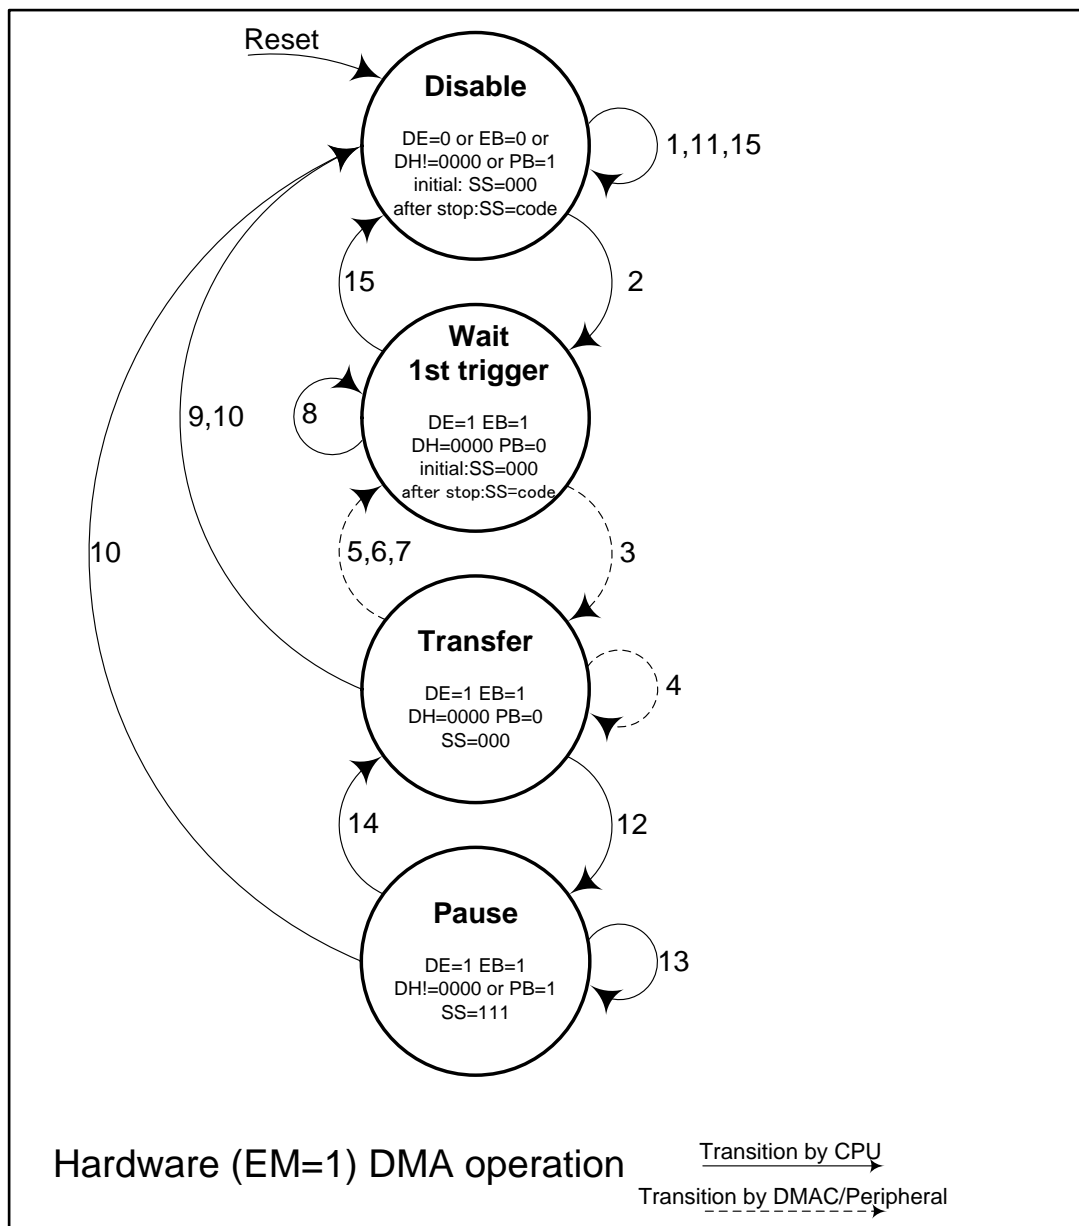 Reset
Disable
DE=0 or EB=0 or
DH!=0000 or PB=1
initial: SS=000
after stop:SS=code
1,11,15
15
2
Wait
1st trigger
DE=1 EB=1
DH=0000 PB=0
initial:SS=000
after stop:SS=code
8
9,10
10
5,6,7
3
Transfer
DE=1 EB=1
DH=0000 PB=0
SS=000
4
14
12
Pause
DE=1 EB=1
DH!=0000 or PB=1
SS=111
13
Hardware (EM=1) DMA operation
Transition by CPU
Transition by DMAC/Peripheral